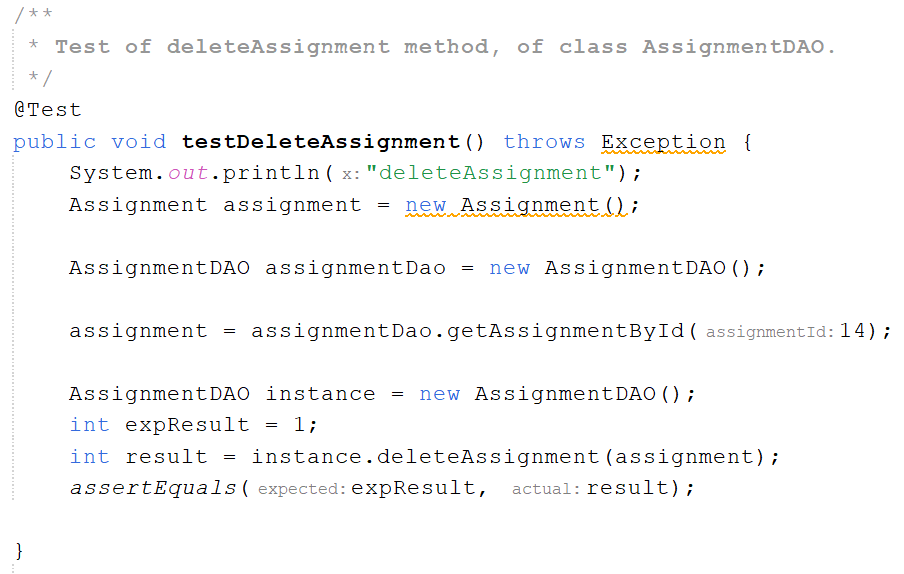 /**
 * Test of deleteAssignment method, of class AssignmentDAO.
 */
@Test
public void testDeleteAssignment() throws Exception {
    System.out.println( x: "deleteAssignment");
    Assignment assignment = new Assignment();
    AssignmentDAO assignmentDao = new AssignmentDAO();
    assignment = assignmentDao.getAssignmentById( assignmentId: 14);
    AssignmentDAO instance = new AssignmentDAO();
    int expResult = 1;
    int result = instance.deleteAssignment(assignment);
    assertEquals( expected: expResult, actual: result);
}